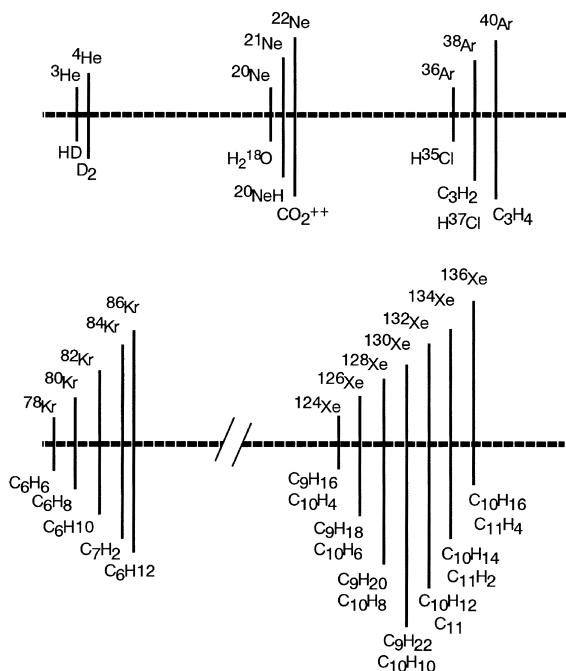 ²²Ne
⁴⁰Ar
²¹Ne
³⁸Ar
⁴He
³He
²⁰Ne
³⁶Ar
HD
D₂
H₂¹⁸O
H³⁵Cl
²⁰NeH
CO₂⁺⁺
C₃H₂
H³⁷Cl
C₃H₄
¹³⁶Xe
⁸⁶Kr
¹³⁴Xe
⁸⁴Kr
¹³²Xe
¹³⁰Xe
⁸²Kr
¹²⁸Xe
⁸⁰Kr
¹²⁶Xe
⁷⁸Kr
¹²⁴Xe
C₆H₆
C₆H₈
C₆H10
C₇H₂
C₆H12
C₉H₁₆
C₁₀H₄
C₉H₁₈
C₁₀H₆
C₉H₂₀
C₁₀H₈
C₉H₂₂
C₁₀H₁₀
C₁₀H₁₂
C₁₁
C₁₀H₁₄
C₁₁H₂
C₁₀H₁₆
C₁₁H₄